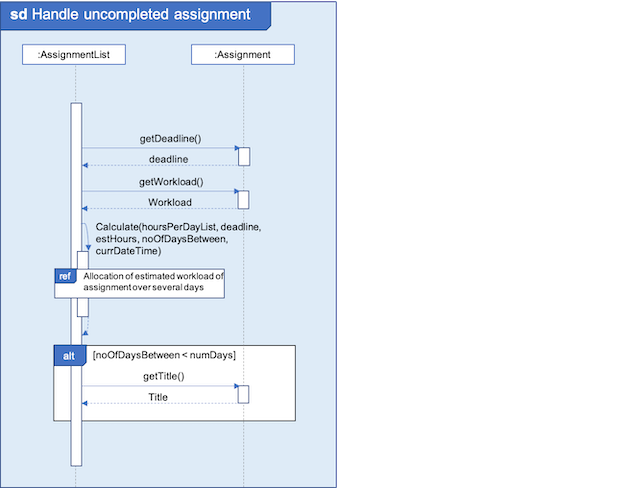 sd Handle uncompleted assignment
:AssignmentList
:Assignment
getDeadline()
deadline
getWorkload()
Workload
Calculate(hoursPerDayList, deadline,
estHours, noOfDaysBetween,
currDateTime)
ref
Allocation of estimated workload of
assignment over several days
alt
[noOfDaysBetween < numDays]
getTitle()
Title